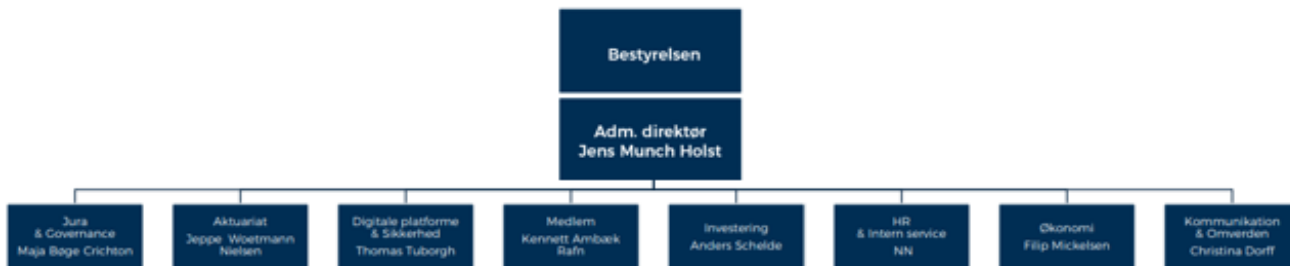 Bestyrelsen
Adm. direktør
Jens Munch Holst
Jura
& Governance
Maja Bøge Crichton
Aktuariat
Jeppe Woetmann
Nielsen
Digitale platforme
& Sikkerhed
Thomas Tuborgh
Medlem
Kennett Ambæk
Rafn
Investering
Anders Schelde
HR
& Intern service
NN
Økonomi
Filip Mickelsen
Kommunikation
& Omverden
Christina Dorff